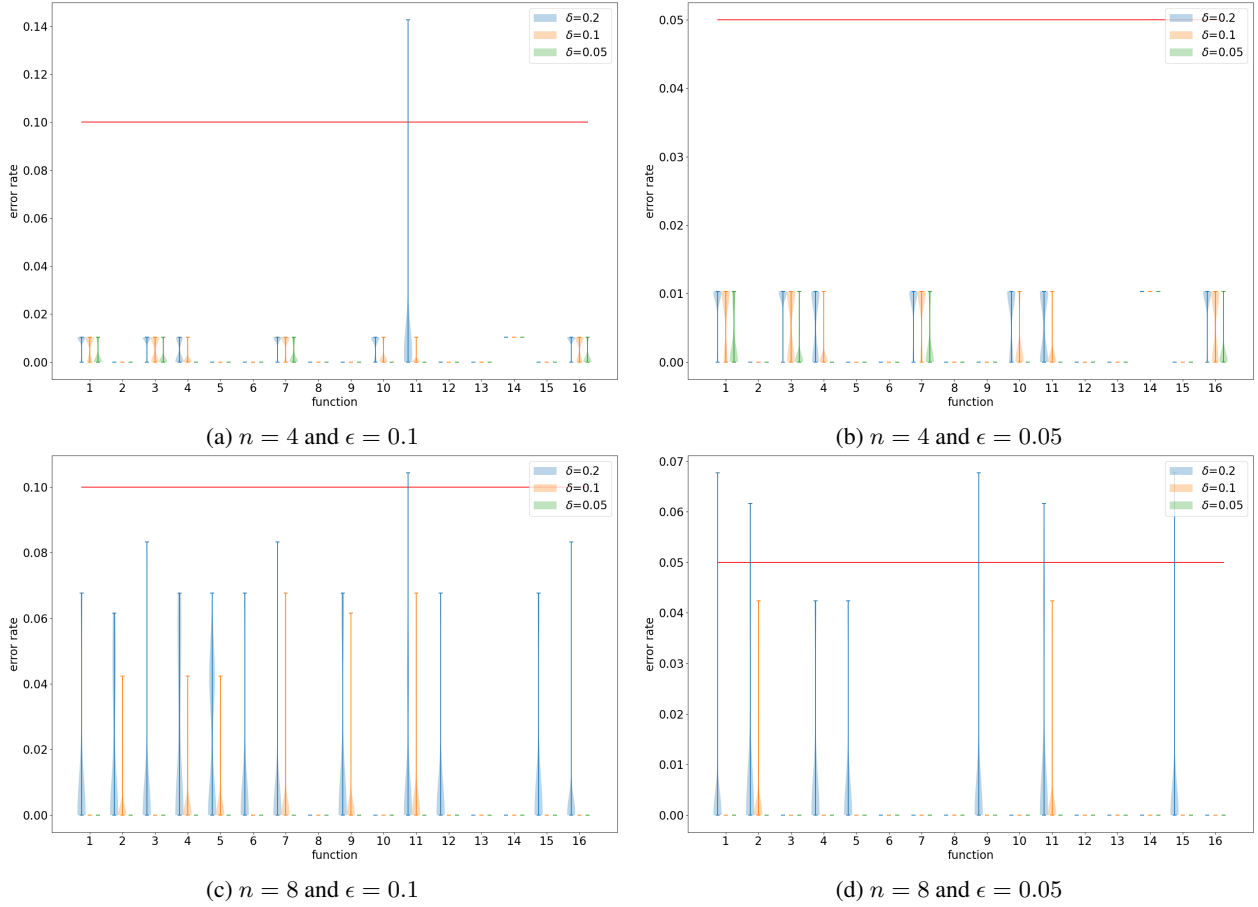 0.14
0.12
0.10
0.08
0.06
0.04
0.02
0.00
error rate
δ=0.2
δ=0.1
δ=0.05
1 2 3 4 5 6 7 8 9 10 11 12 13 14 15 16
function
(a) n = 4 and ϵ = 0.1
0.05
0.04
0.03
0.02
0.01
0.00
error rate
δ=0.2
δ=0.1
δ=0.05
1 2 3 4 5 6 7 8 9 10 11 12 13 14 15 16
function
(b) n = 4 and ϵ = 0.05
0.10
0.08
0.06
0.04
0.02
0.00
error rate
δ=0.2
δ=0.1
δ=0.05
1 2 3 4 5 6 7 8 9 10 11 12 13 14 15 16
function
(c) n = 8 and ϵ = 0.1
0.07
0.06
0.05
0.04
0.03
0.02
0.01
0.00
error rate
δ=0.2
δ=0.1
δ=0.05
1 2 3 4 5 6 7 8 9 10 11 12 13 14 15 16
function
(d) n = 8 and ϵ = 0.05